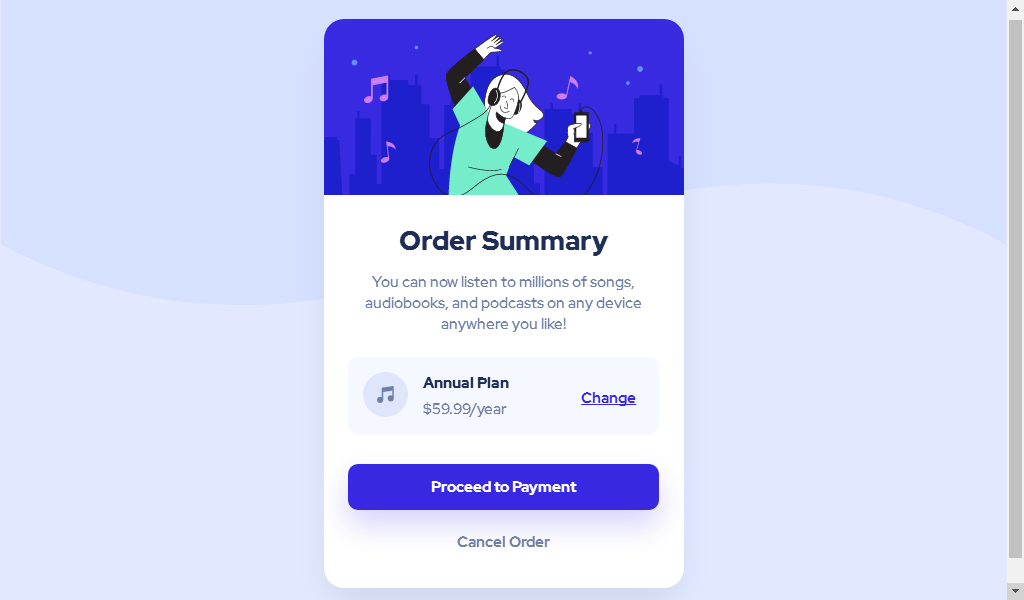 Order Summary
You can now listen to millions of songs,
audiobooks, and podcasts on any device
anywhere you like!
Annual Plan
$59.99/year
Change
Proceed to Payment
Cancel Order